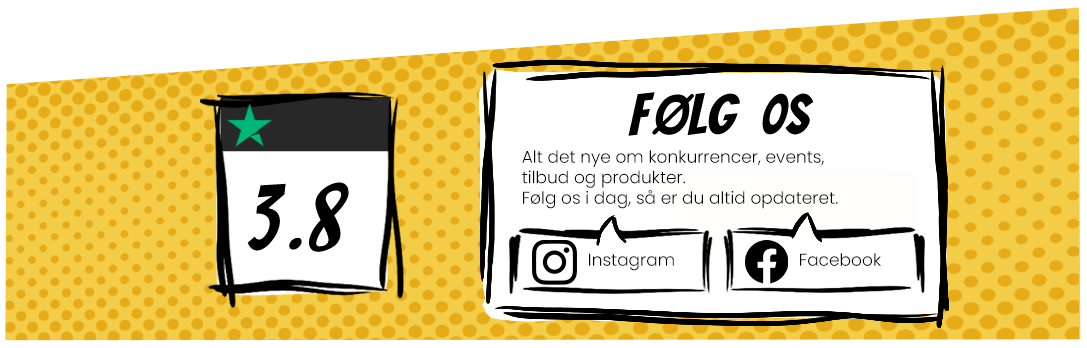 3.8
FØLG OS
Alt det nye om konkurrencer, events,
tilbud og produkter.
Følg os i dag, så er du altid opdateret.
Instagram
Facebook